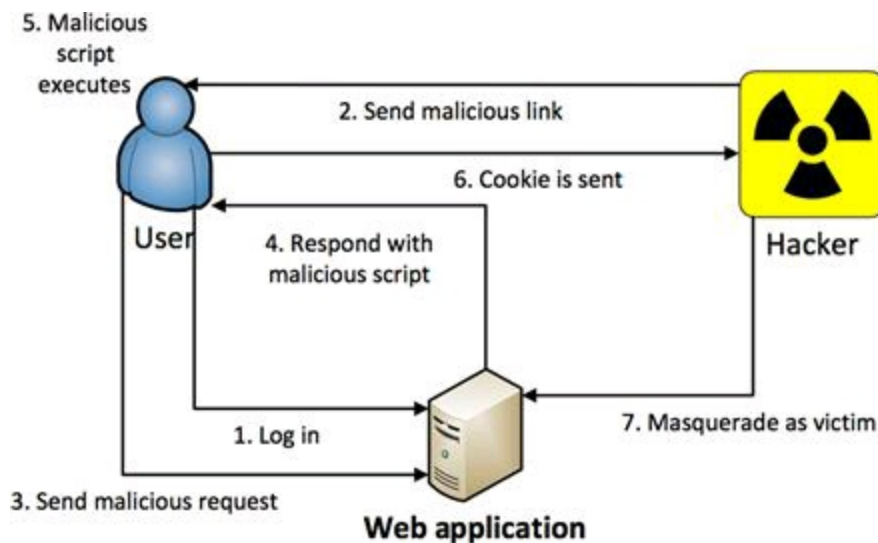 5. Malicious
script
executes
2. Send malicious link
6. Cookie is sent
User
4. Respond with
malicious script
Hacker
1. Log in
7. Masquerade as victim
3. Send malicious request
Web application